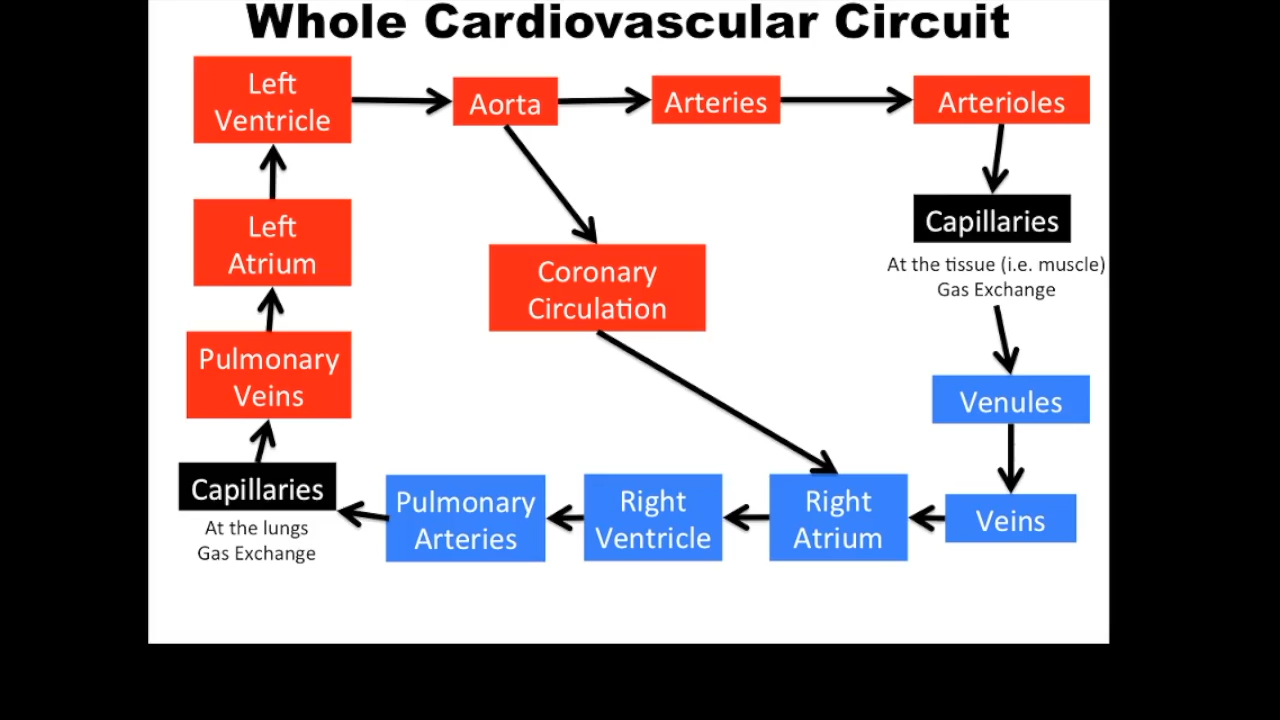 Whole Cardiovascular Circuit
Left
Ventricle
Aorta
Arteries
Arterioles
Left
Atrium
Capillaries
At the tissue (i.e. muscle)
Gas Exchange
Coronary
Circulation
Pulmonary
Veins
Venules
Capillaries
At the lungs
Gas Exchange
Pulmonary
Arteries
Right
Ventricle
Right
Atrium
Veins